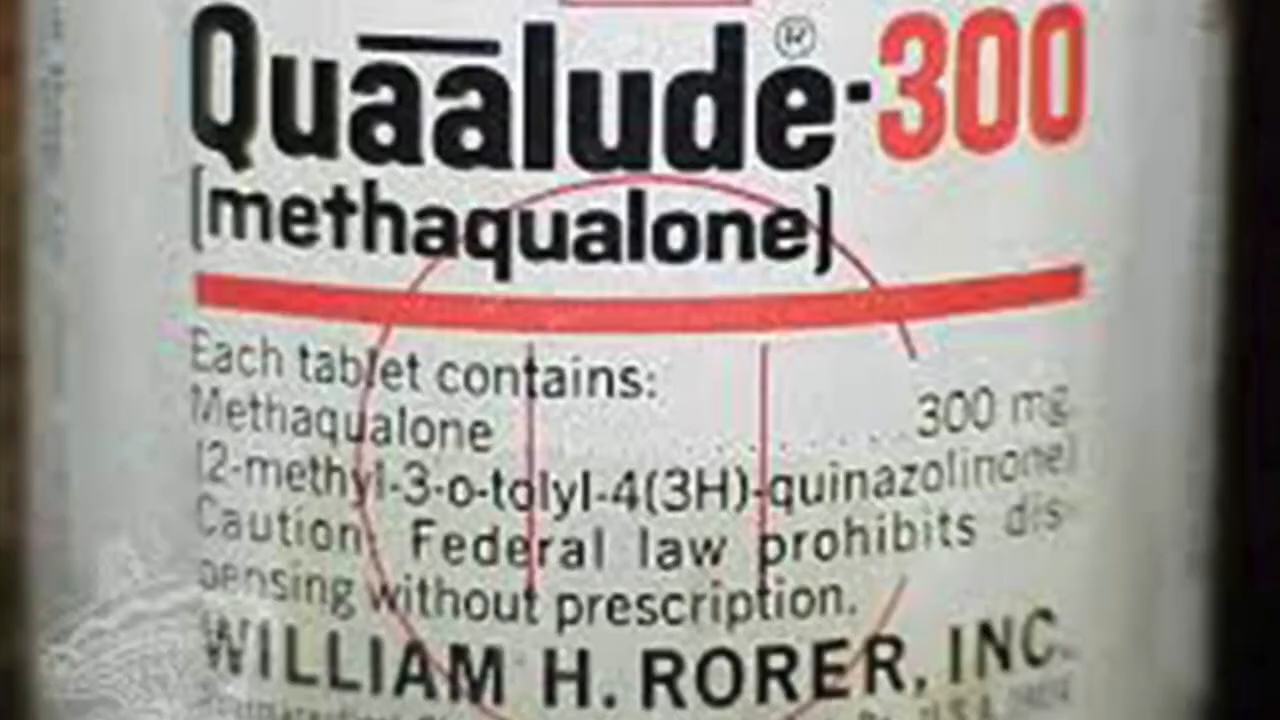 Quāālude®-300
(methaqualone)
Each tablet contains:
Methaqualone ........ 300 mg
(2-methyl-3-o-tolyl-4(3H)-quinazolinone)
Caution: Federal law prohibits dis-
pensing without prescription.
WILLIAM H. RORER, INC.
U.S.A.